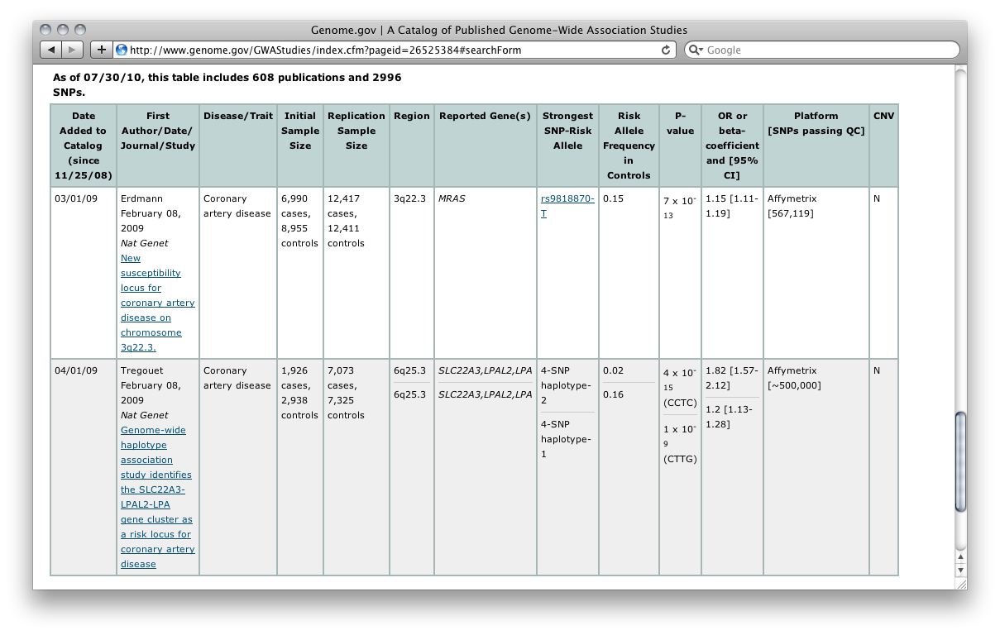 Genome.gov | A Catalog of Published Genome-Wide Association Studies
http://www.genome.gov/GWAStudies/index.cfm?pageid=26525384#searchForm
Google
As of 07/30/10, this table includes 608 publications and 2996
SNPs.
Date
Added to
Catalog
(since
11/25/08)
First
Author/Date/
Journal/Study
Disease/Trait
Initial
Sample
Size
Replication
Sample
Size
Region
Reported Gene(s)
Strongest
SNP-Risk
Allele
Risk
Allele
Frequency
in
Controls
P-
value
OR or
beta-
coefficient
and [95%
CI]
Platform
[SNPs passing QC]
CNV
03/01/09
Erdmann
February 08,
2009
Nat Genet
New
susceptibility
locus for
coronary artery
disease on
chromosome
3q22.3.
Coronary
artery disease
6,990
cases,
8,955
controls
12,417
cases,
12,411
controls
3q22.3
MRAS
rs9818870-
T
0.15
7 x 10-
13
1.15 [1.11-
1.19]
Affymetrix
[567,119]
N
04/01/09
Tregouet
February 08,
2009
Nat Genet
Genome-wide
haplotype
association
study identifies
the SLC22A3-
LPAL2-LPA
gene cluster as
a risk locus for
coronary artery
disease
Coronary
artery disease
1,926
cases,
2,938
controls
7,073
cases,
7,325
controls
6q25.3
6q25.3
SLC22A3,LPAL2,LPA
SLC22A3,LPAL2,LPA
4-SNP
haplotype-
2
4-SNP
haplotype-
1
0.02
0.16
4 x 10-
15
(CCTC)
1 x 10-
9
(CTTG)
1.82 [1.57-
2.12]
1.2 [1.13-
1.28]
Affymetrix
[~500,000]
N